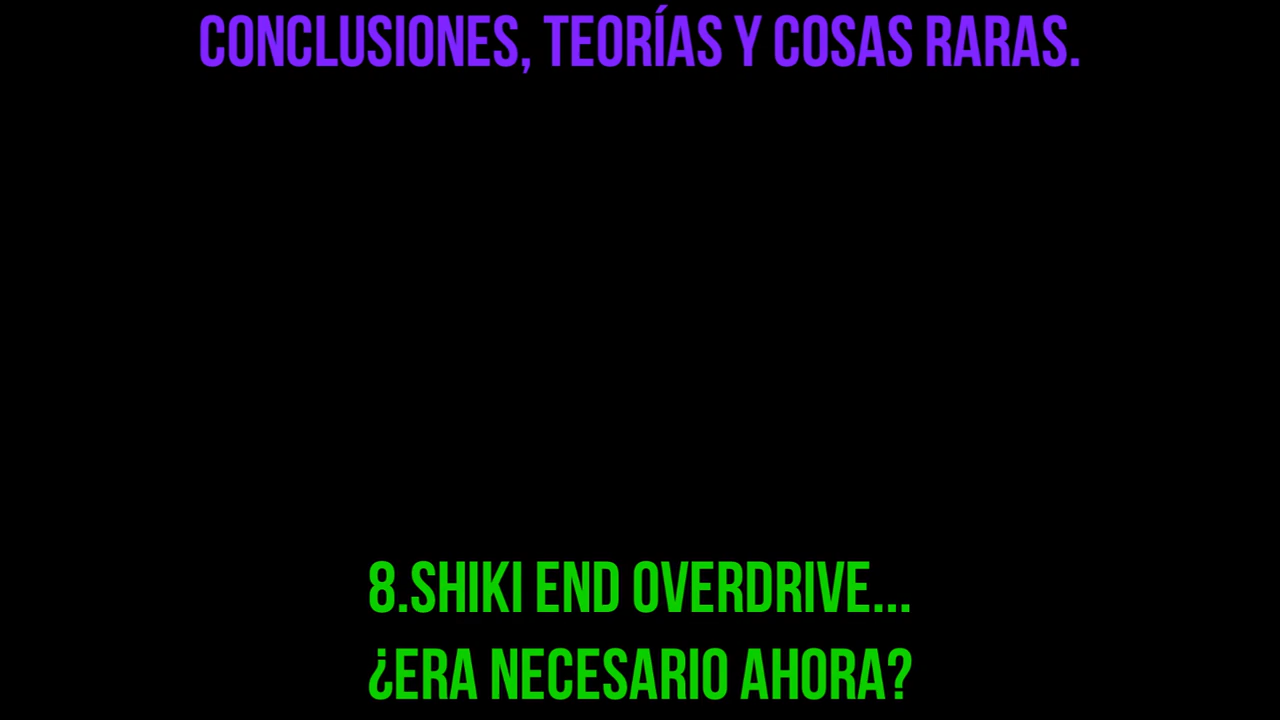 CONCLUSIONES, TEORÍAS Y COSAS RARAS.
8.SHIKI END OVERDRIVE...
¿ERA NECESARIO AHORA?